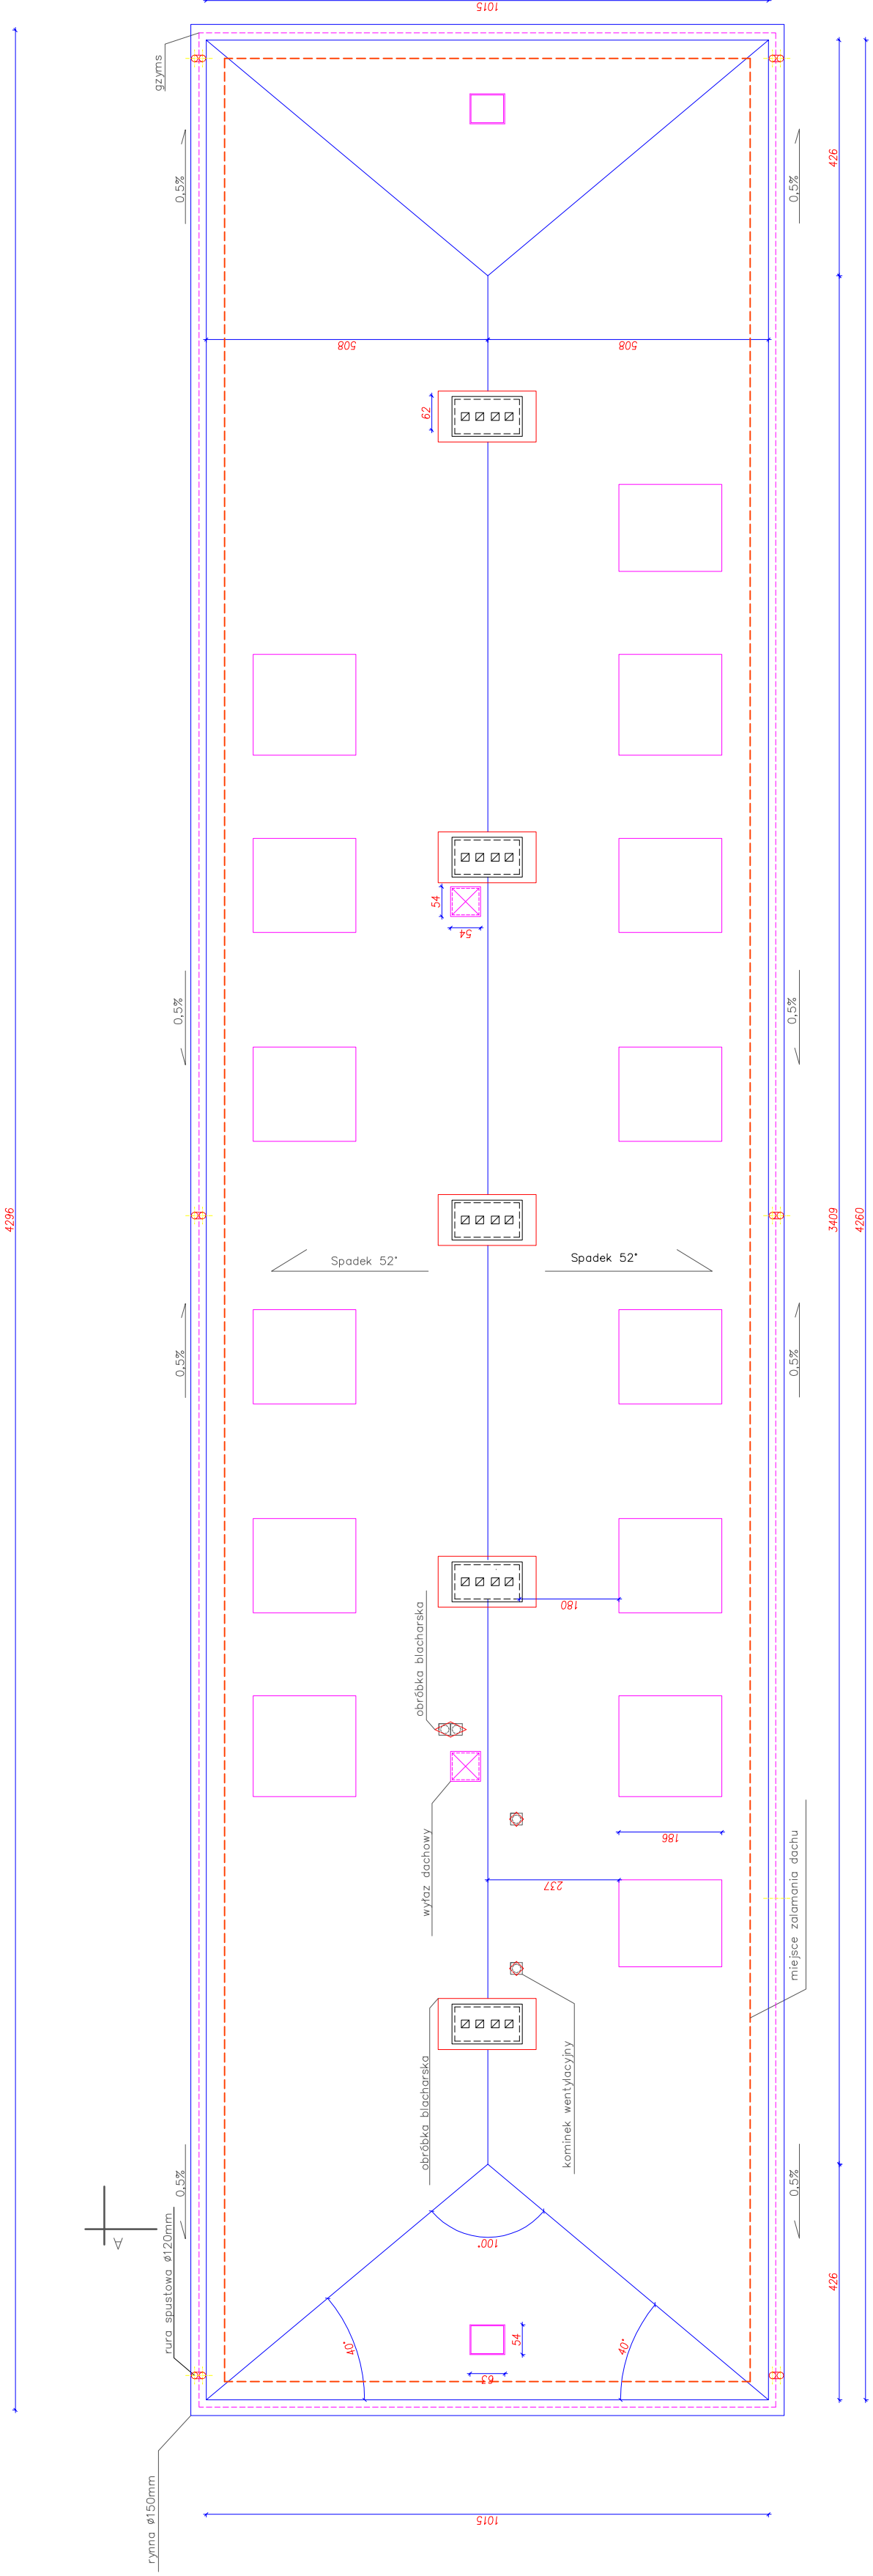 1015
gzyms
0,5%
0,5%
426
508
508
62
54
54
0,5%
0,5%
4296
3409
4260
Spadek 52°
Spadek 52°
0,5%
0,5%
180
obróbka blacharska
186
wyłaz dachowy
237
miejsce załamania dachu
obróbka blacharska
kominek wentylacyjny
0,5%
0,5%
A
100°
rura spustowa ø120mm
426
40°
40°
54
63
rynna ø150mm
1015